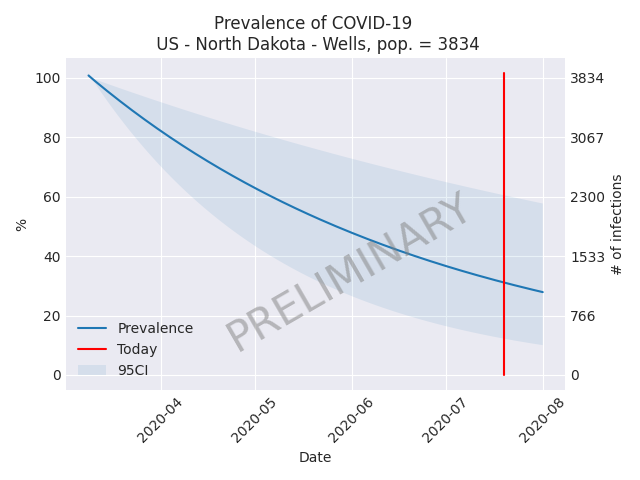 Prevalence of COVID-19
US - North Dakota - Wells, pop. = 3834
100
80
60
40
20
0
%
3834
3067
2300
1533
766
0
# of infections
PRELIMINARY
Prevalence
Today
95CI
2020-04
2020-05
2020-06
2020-07
2020-08
Date